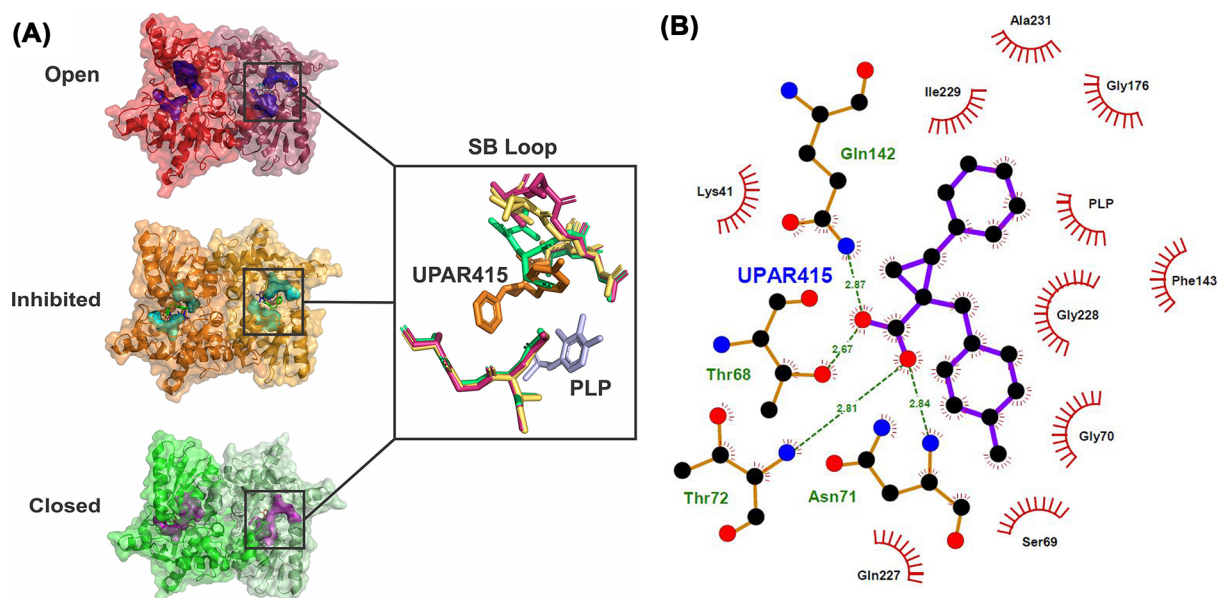 (A)
Open
Inhibited
Closed
SB Loop
UPAR415
PLP
(B)
Ala231
Gly176
Ile229
Gln142
Lys41
PLP
UPAR415
Phe143
2.87
Gly228
2.67
Thr68
2.81
2.84
Gly70
Thr72
Asn71
Ser69
Gln227